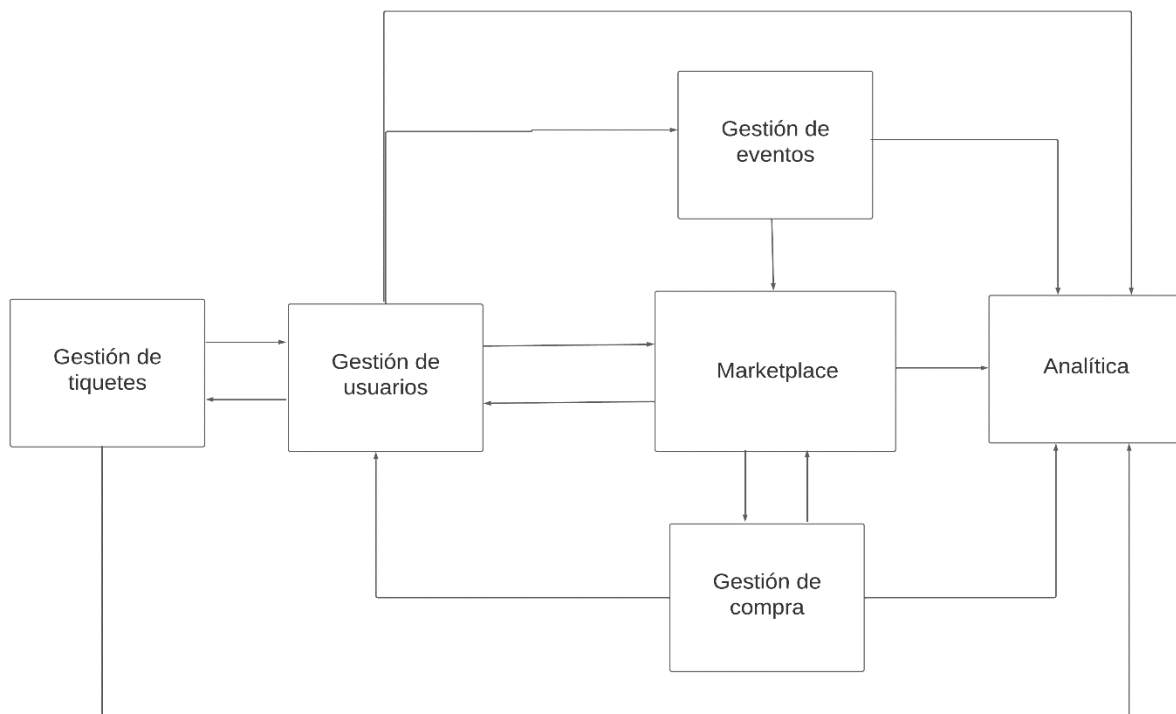 Gestión de
eventos
Gestión de
tiquetes
Gestión de
usuarios
Marketplace
Analítica
Gestión de
compra